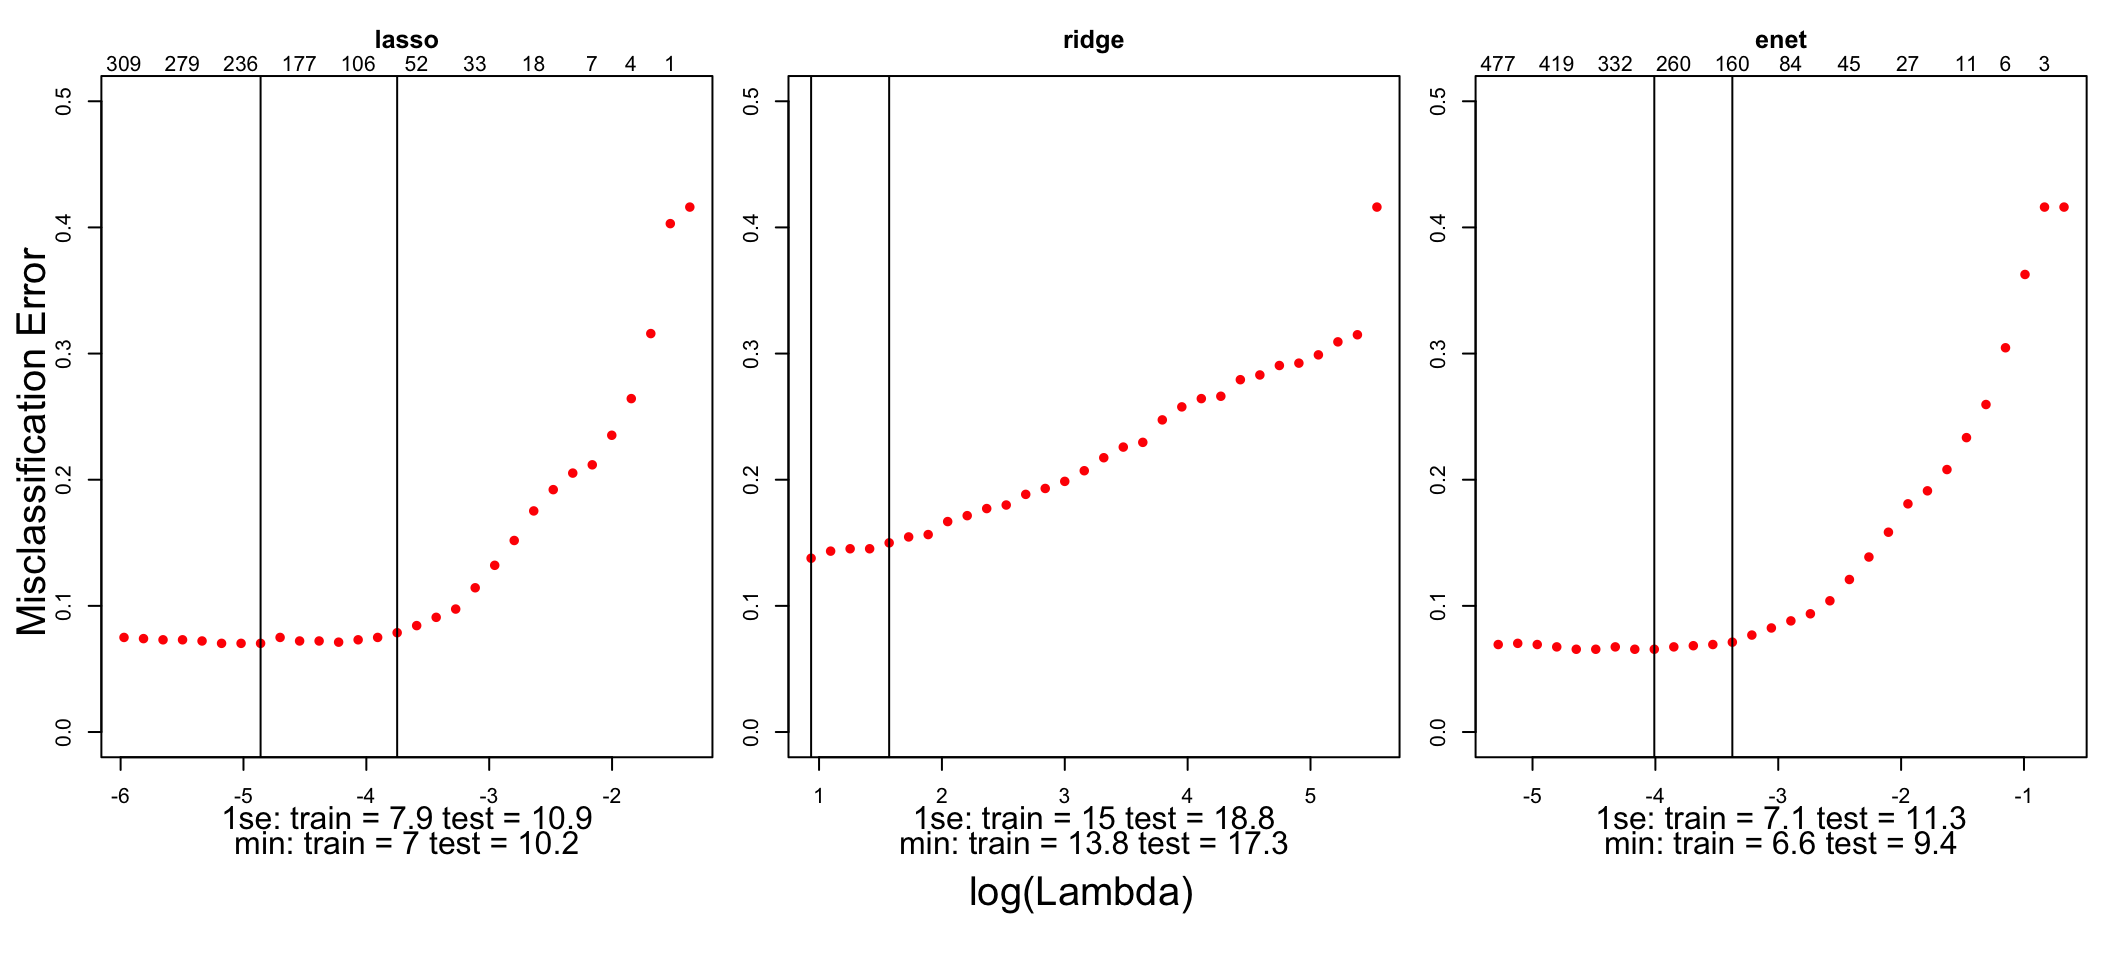 lasso
309 279 236 177 106 52 33 18 7 4 1
ridge
enet
477 419 332 260 160 84 45 27 11 6 3
Misclassification Error
0.5
0.4
0.3
0.2
0.1
0.0
-6 -5 -4 -3 -2
1se: train = 7.9 test = 10.9
min: train = 7 test = 10.2
0.5
0.4
0.3
0.2
0.1
0.0
1 2 3 4 5
1se: train = 15 test = 18.8
min: train = 13.8 test = 17.3
0.5
0.4
0.3
0.2
0.1
0.0
-5 -4 -3 -2 -1
1se: train = 7.1 test = 11.3
min: train = 6.6 test = 9.4
log(Lambda)